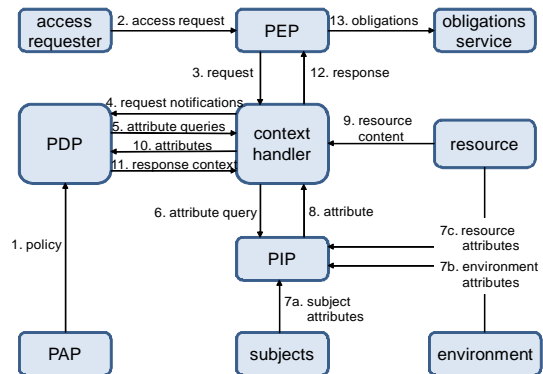 access
requester
2. access request
PEP
13. obligations
obligations
service
3. request
12. response
4. request notifications
5. attribute queries
10. attributes
11. response context
PDP
context
handler
9. resource
content
resource
6. attribute query
8. attribute
1. policy
PIP
7c. resource
attributes
7b. environment
attributes
7a. subject
attributes
PAP
subjects
environment